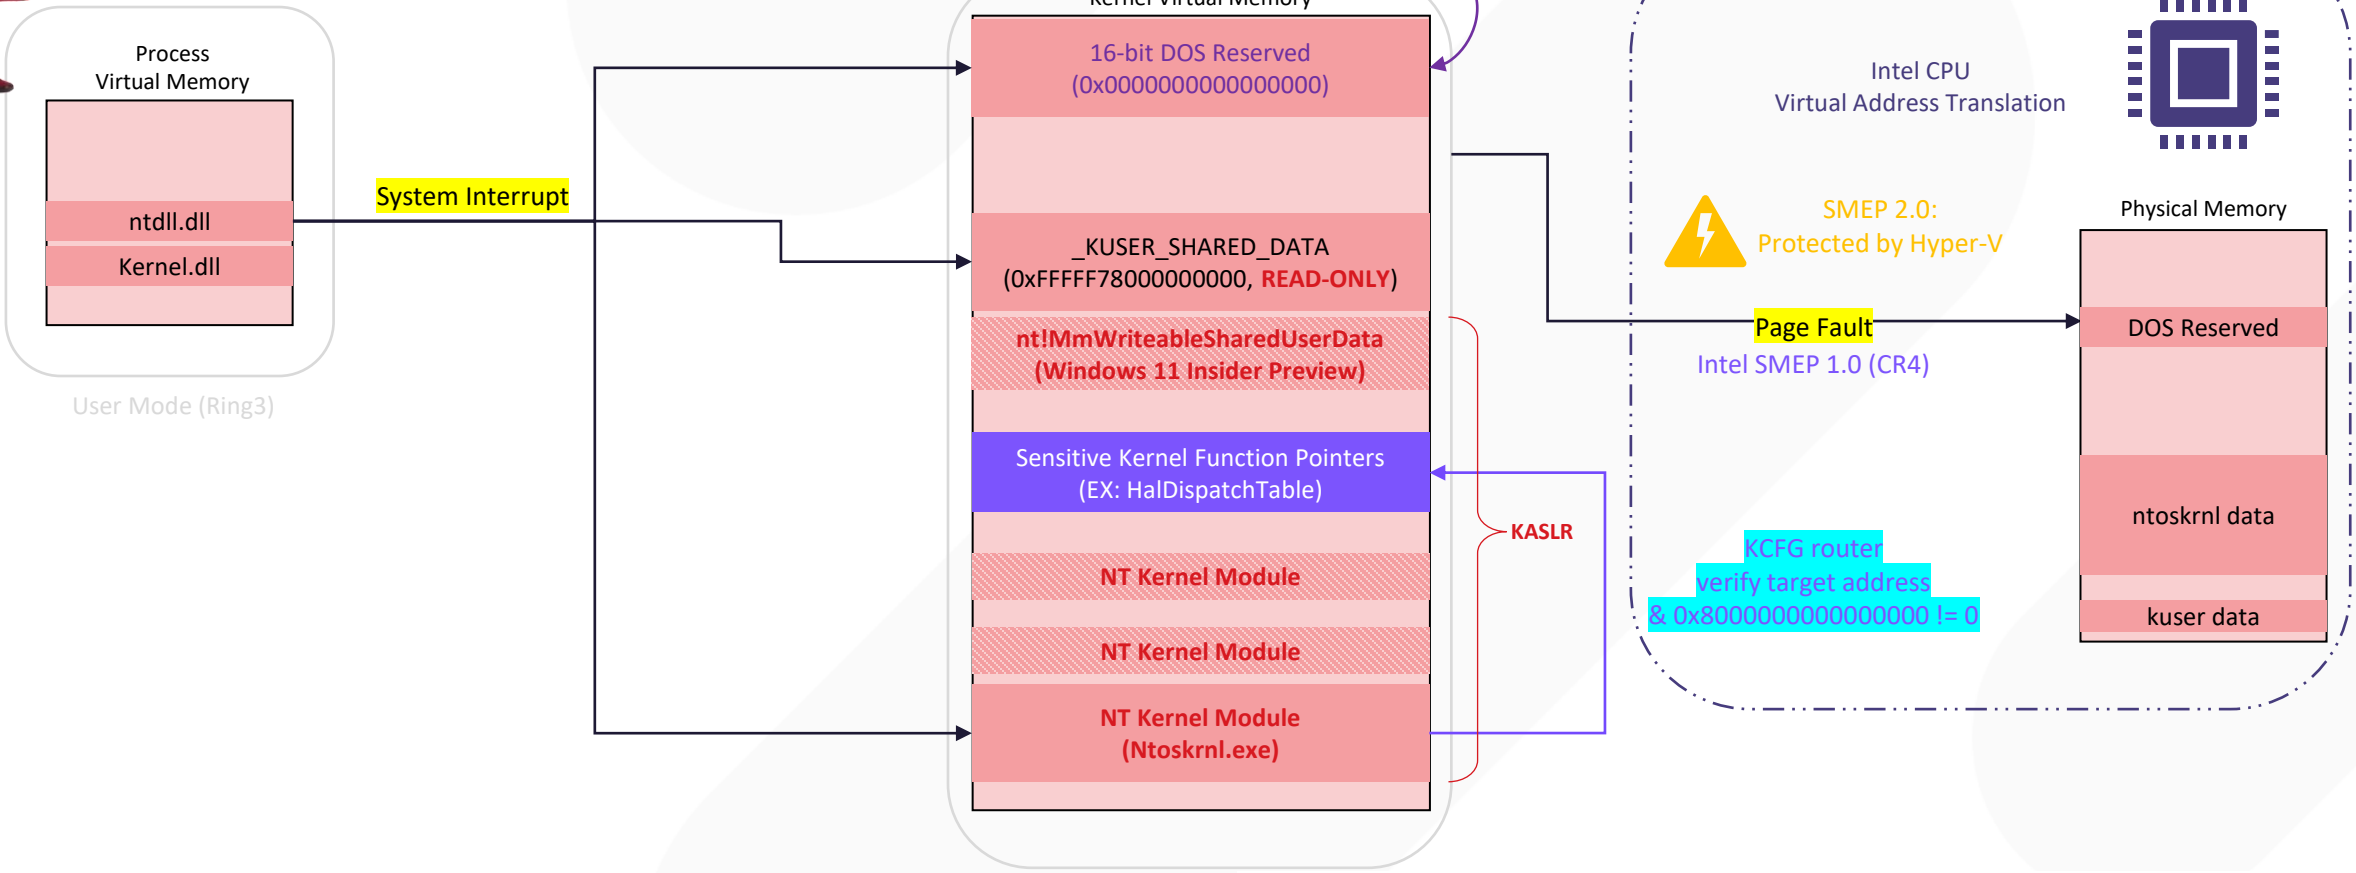 Process
Virtual Memory
ntdll.dll
Kernel.dll
User Mode (Ring3)
System Interrupt
Kernel Virtual Memory
16-bit DOS Reserved
(0x0000000000000000)
_KUSER_SHARED_DATA
(0xFFFFF78000000000, READ-ONLY)
nt!MmWriteableSharedUserData
(Windows 11 Insider Preview)
Sensitive Kernel Function Pointers
(EX: HalDispatchTable)
NT Kernel Module
NT Kernel Module
NT Kernel Module
(Ntoskrnl.exe)
KASLR
Intel CPU
Virtual Address Translation
SMEP 2.0:
Protected by Hyper-V
Page Fault
Intel SMEP 1.0 (CR4)
KCFG router
verify target address
& 0x8000000000000000 != 0
Physical Memory
DOS Reserved
ntoskrnl data
kuser data